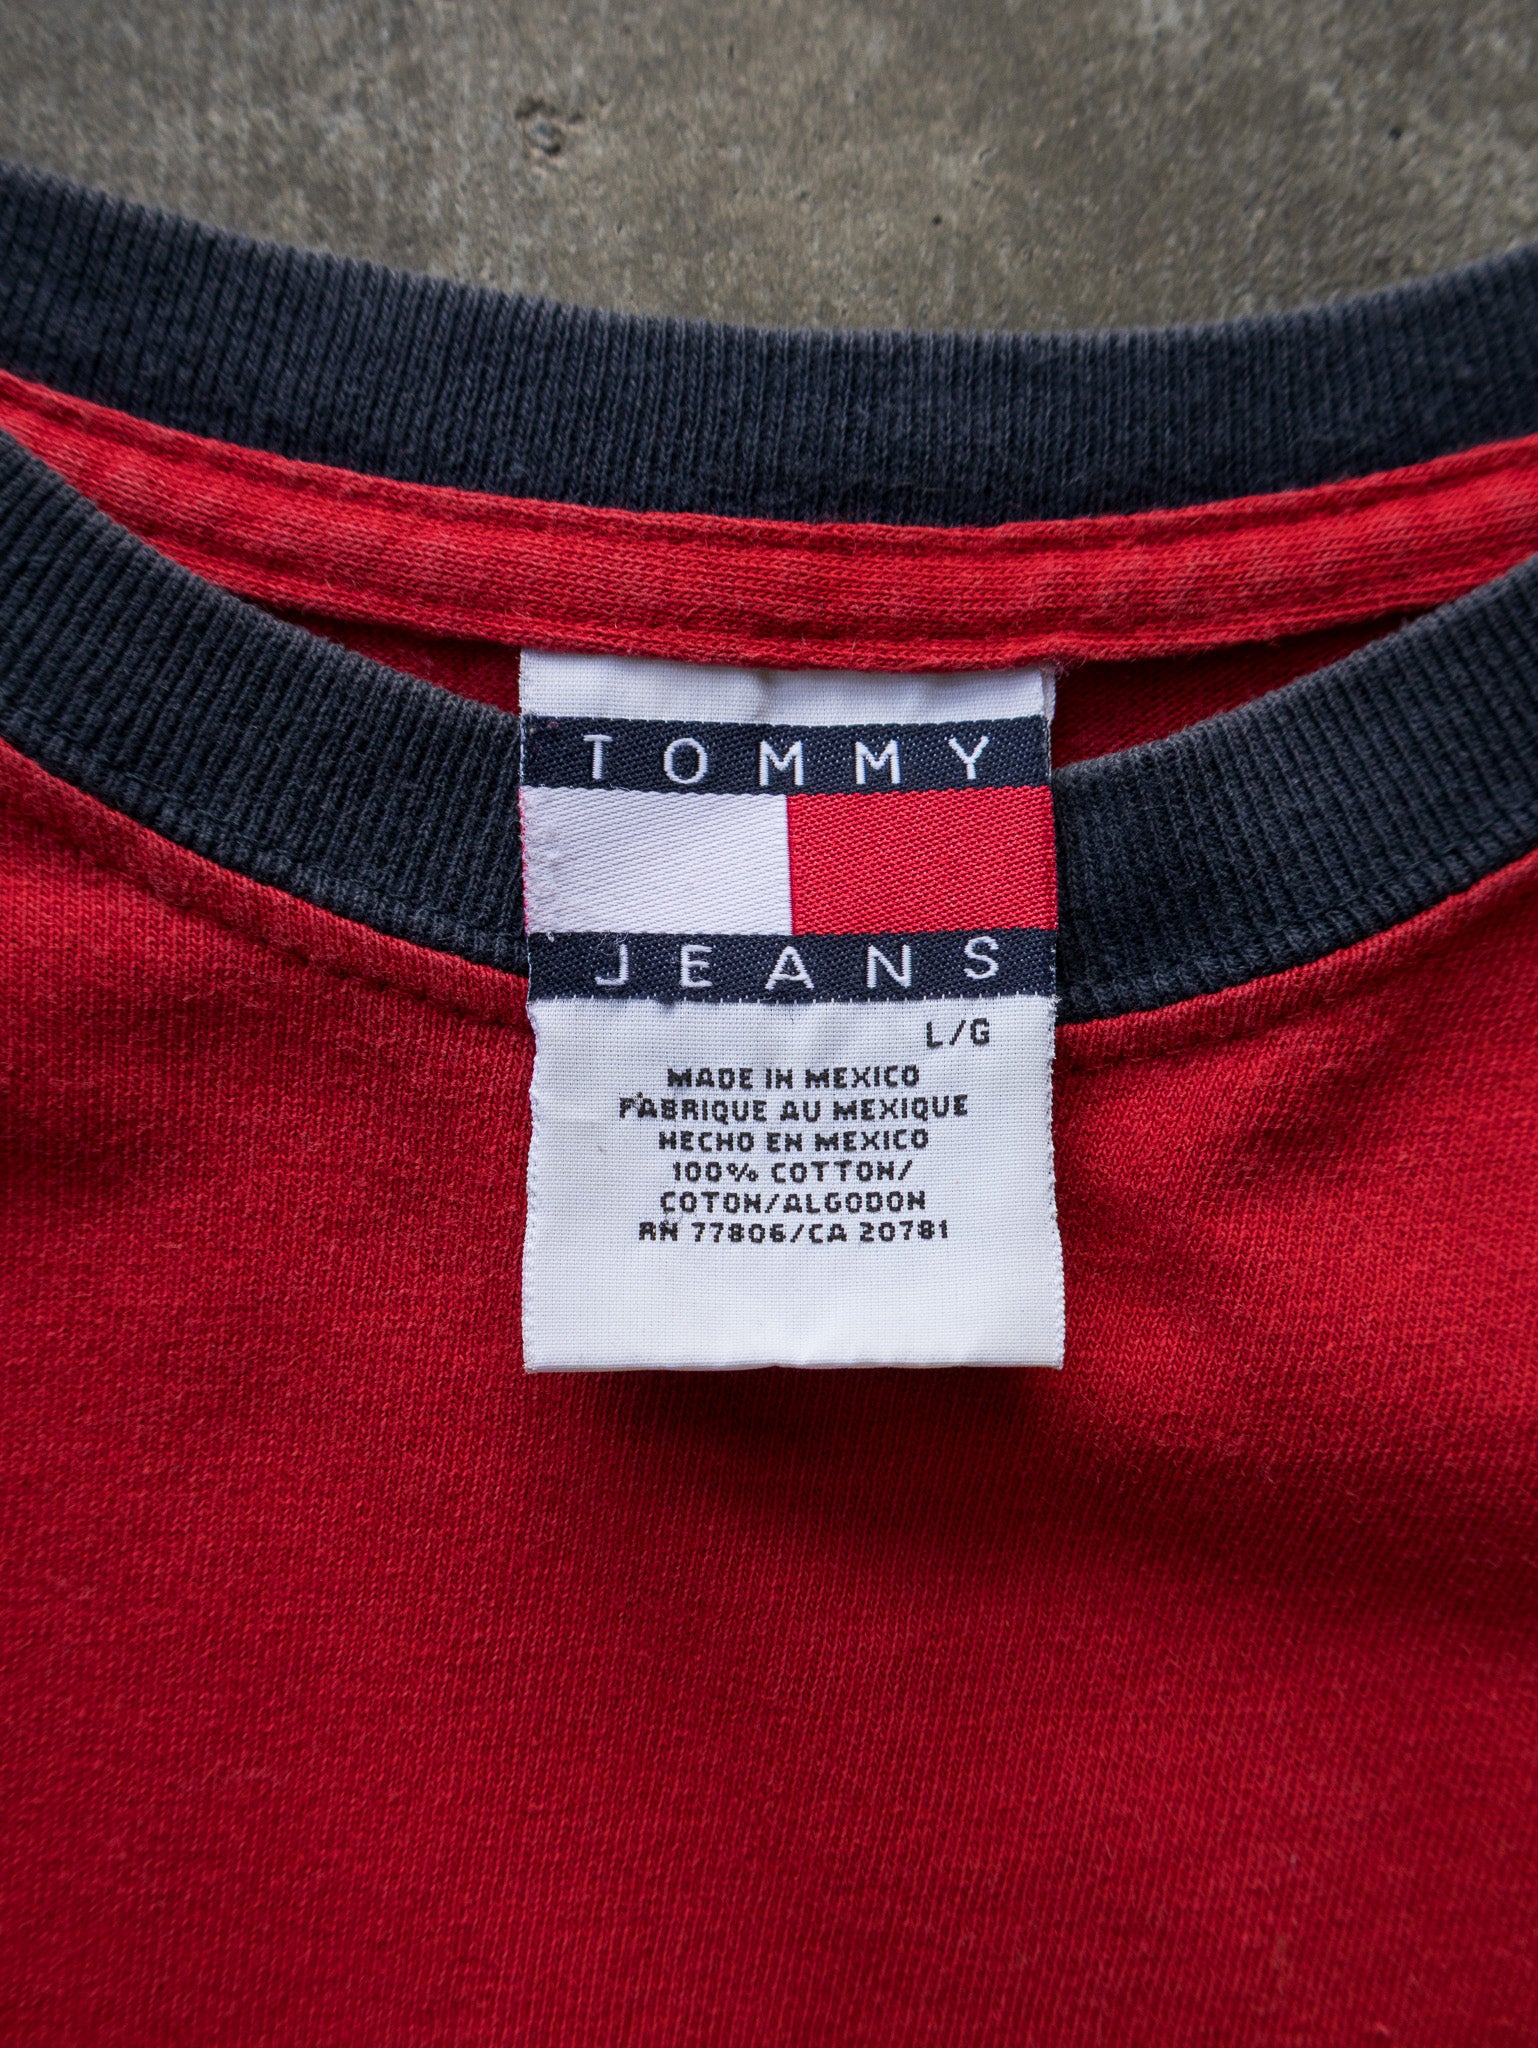 TOMMY
JEANS
L/G
MADE IN MEXICO
FABRIQUE AU MEXIQUE
HECHO EN MEXICO
100% COTTON/
COTON/ALGODON
RN 77806/CA 20781